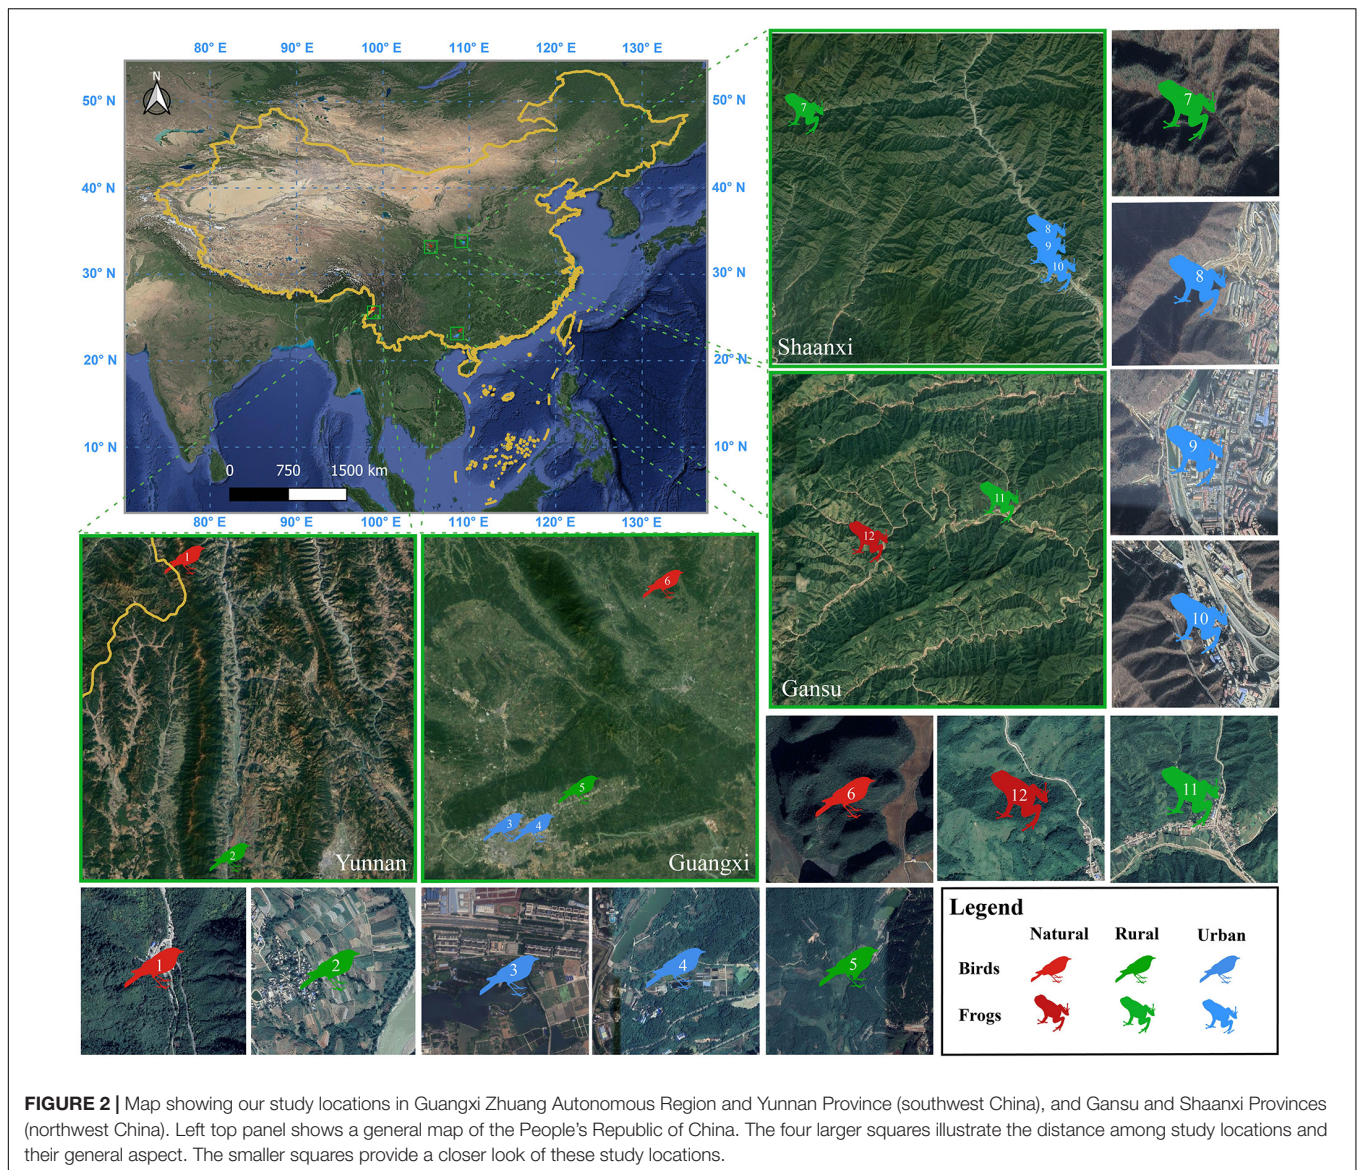 80° E 90° E 100° E 110° E 120° E 130° E
N
50° N 50° N
40° N 40° N
30° N 30° N
20° N 20° N
10° N 10° N
0 750 1500 km
80° E 90° E 100° E 110° E 120° E 130° E
7
8
9
10
Shaanxi
7
8
9
10
11
12
Gansu
1
2
Yunnan
6
5
3 4
Guangxi
6 12 11
1 2 3 4 5
Legend
Natural Rural Urban
Birds
Frogs
FIGURE 2 | Map showing our study locations in Guangxi Zhuang Autonomous Region and Yunnan Province (southwest China), and Gansu and Shaanxi Provinces
(northwest China). Left top panel shows a general map of the People's Republic of China. The four larger squares illustrate the distance among study locations and
their general aspect. The smaller squares provide a closer look of these study locations.